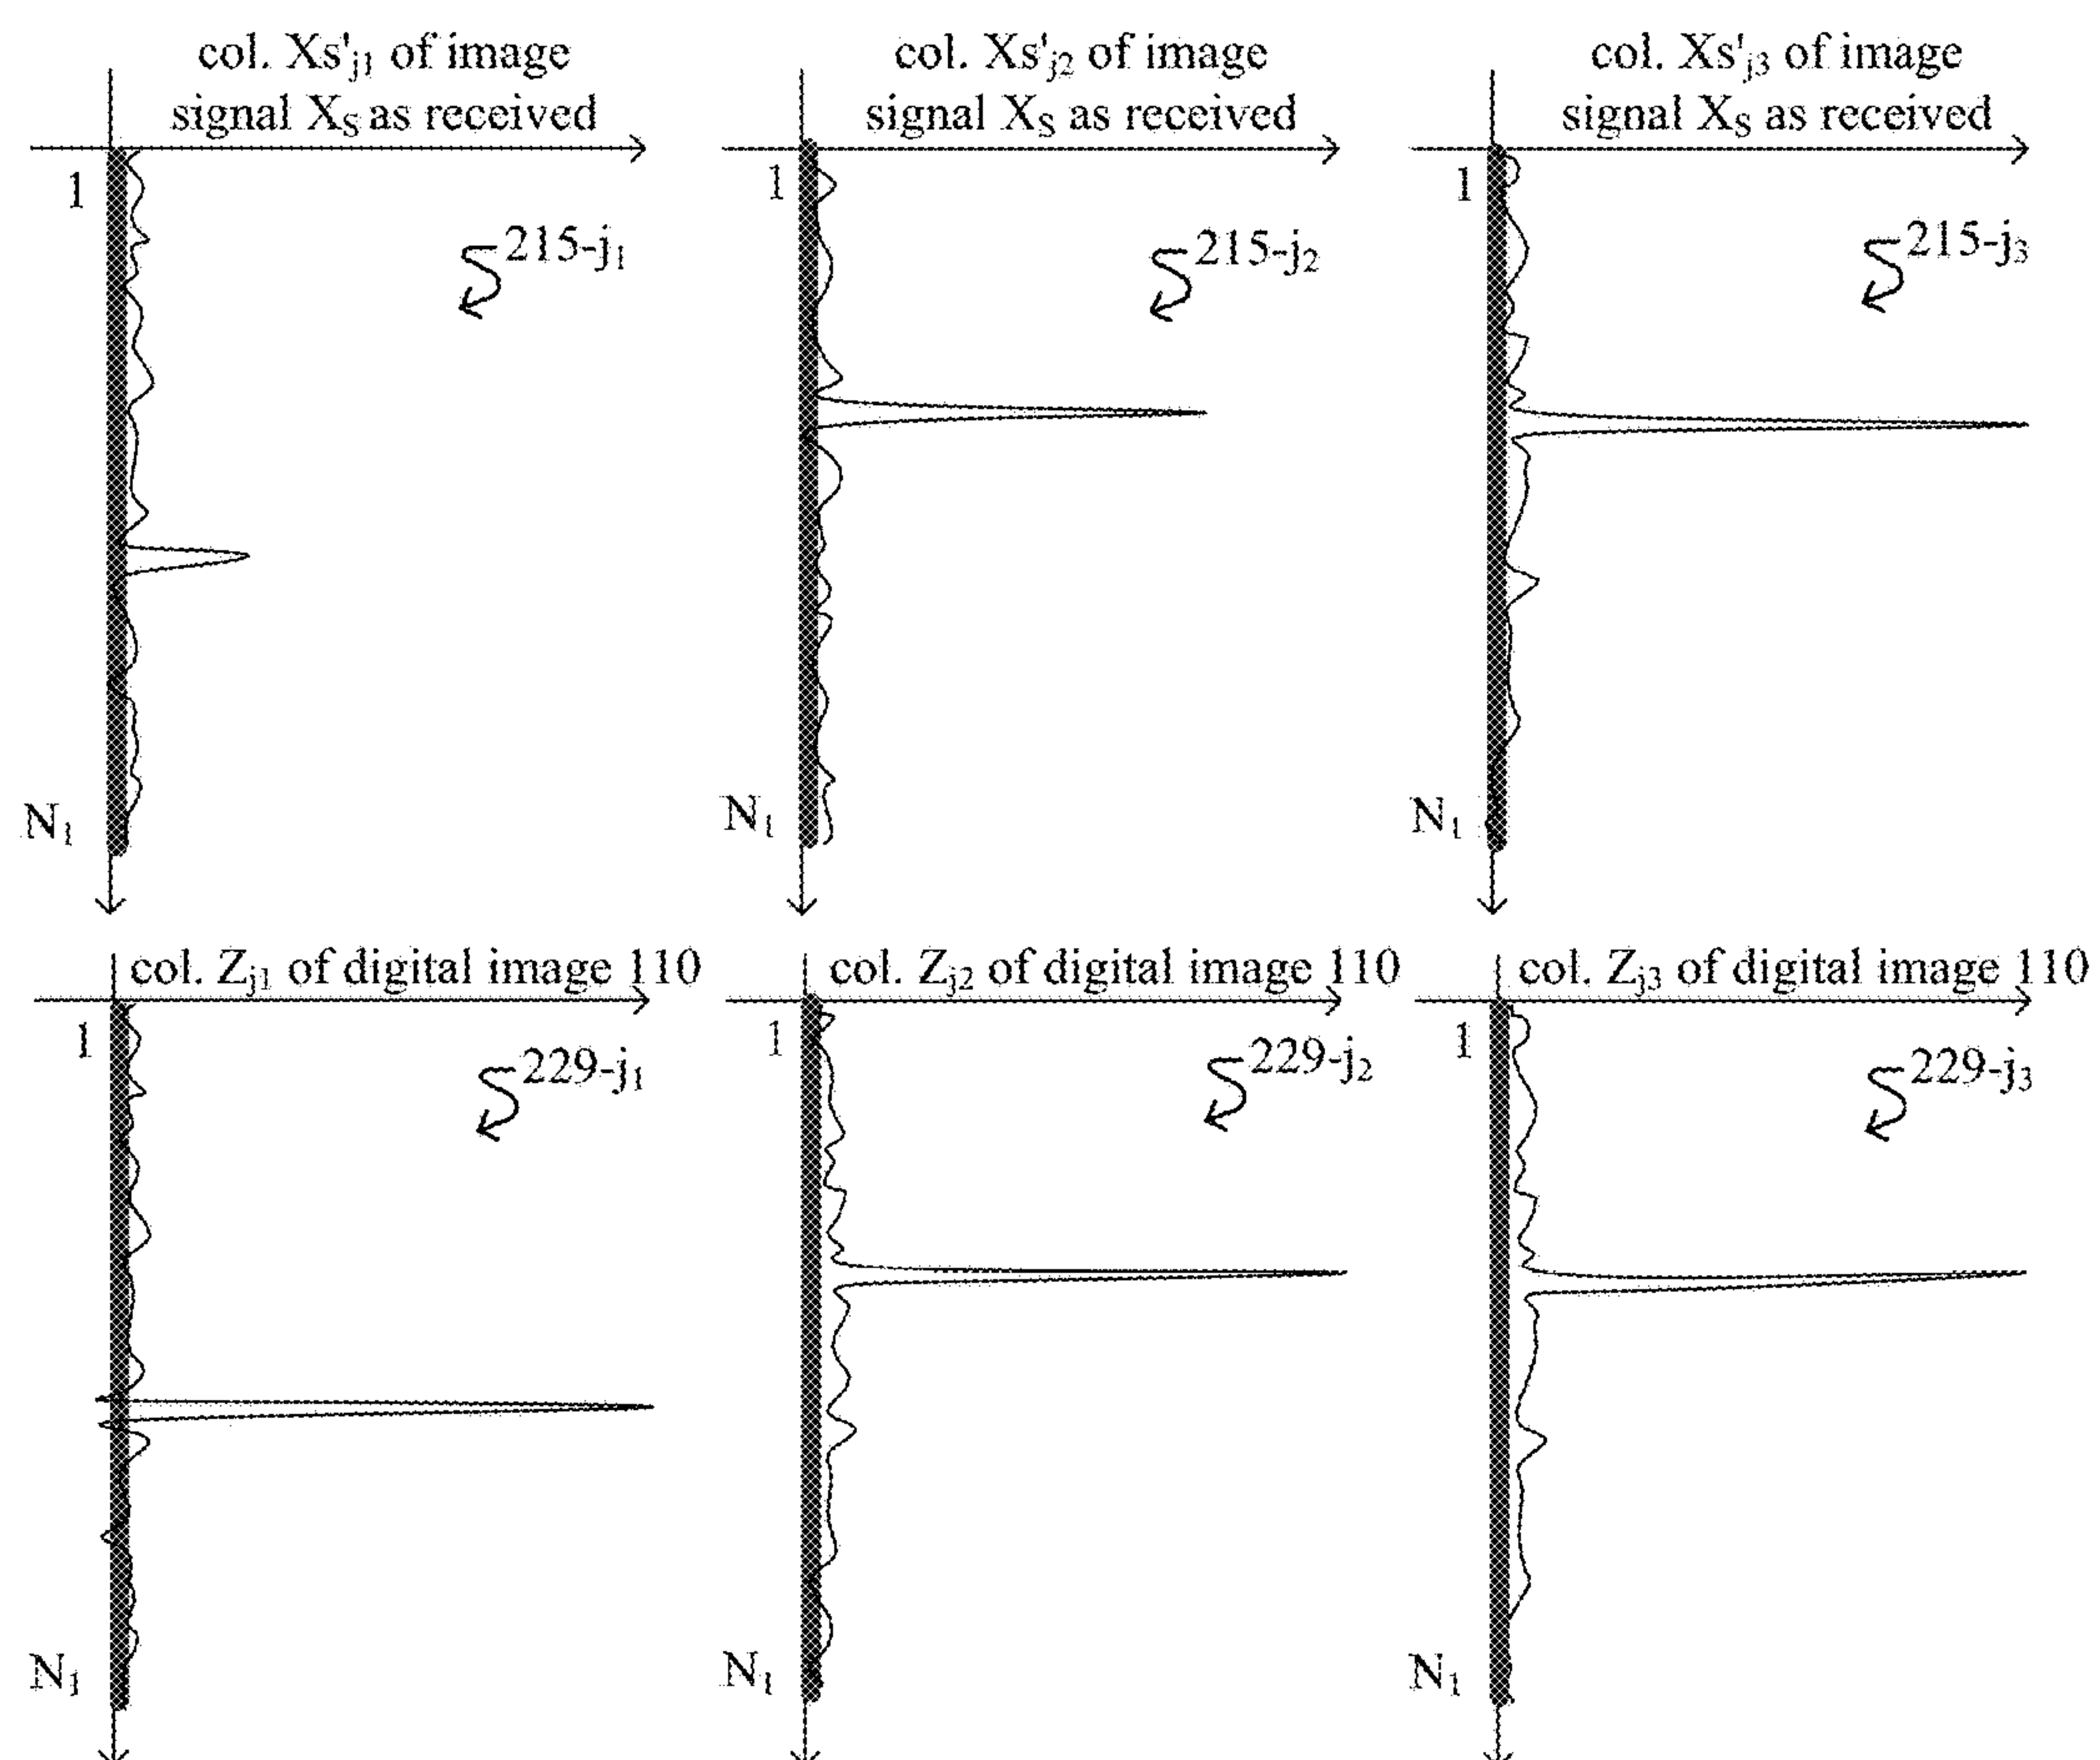 col. Xs'j1 of image
signal XS as received
1
215-j1
N1
col. Xs'j2 of image
signal XS as received
1
215-j2
N1
col. Xs'j3 of image
signal XS as received
1
215-j3
N1
col. Zj1 of digital image 110
1
229-j1
N1
col. Zj2 of digital image 110
1
229-j2
N1
col. Zj3 of digital image 110
1
229-j3
N1